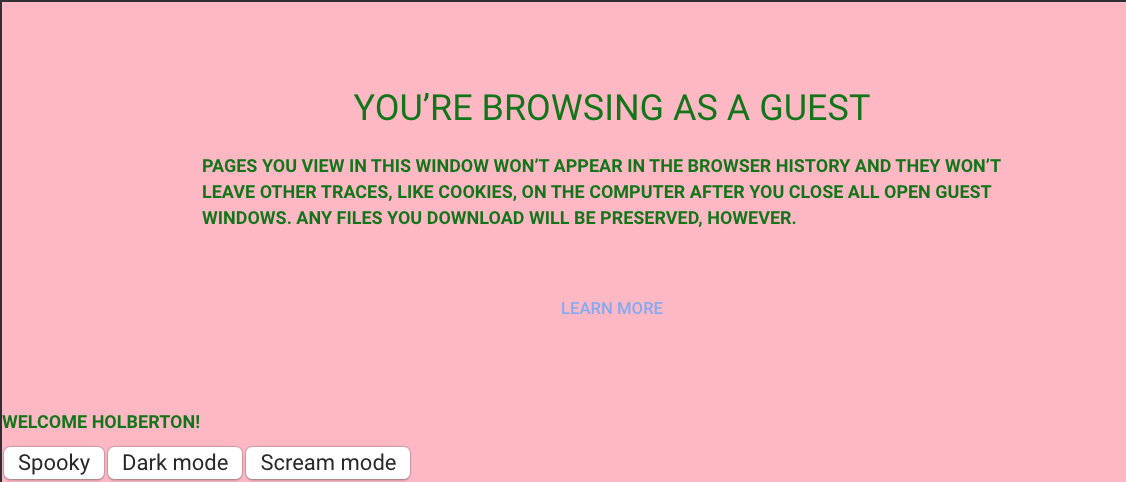 YOU’RE BROWSING AS A GUEST
PAGES YOU VIEW IN THIS WINDOW WON’T APPEAR IN THE BROWSER HISTORY AND THEY WON’T
LEAVE OTHER TRACES, LIKE COOKIES, ON THE COMPUTER AFTER YOU CLOSE ALL OPEN GUEST
WINDOWS. ANY FILES YOU DOWNLOAD WILL BE PRESERVED, HOWEVER.
LEARN MORE
WELCOME HOLBERTON!
Spooky Dark mode Scream mode